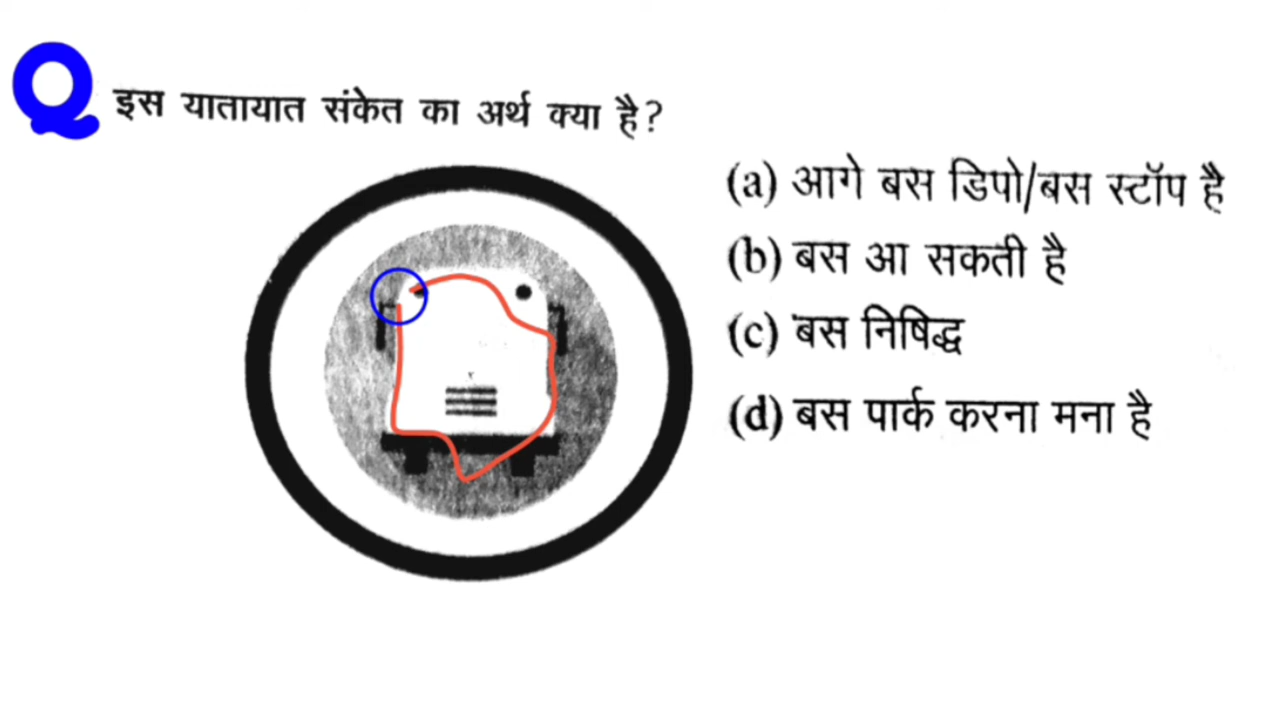 Q इस यातायात संकेत का अर्थ क्या है?
(a) आगे बस डिपो/बस स्टॉप है
(b) बस आ सकती है
(c) बस निषिद्ध
(d) बस पार्क करना मना है